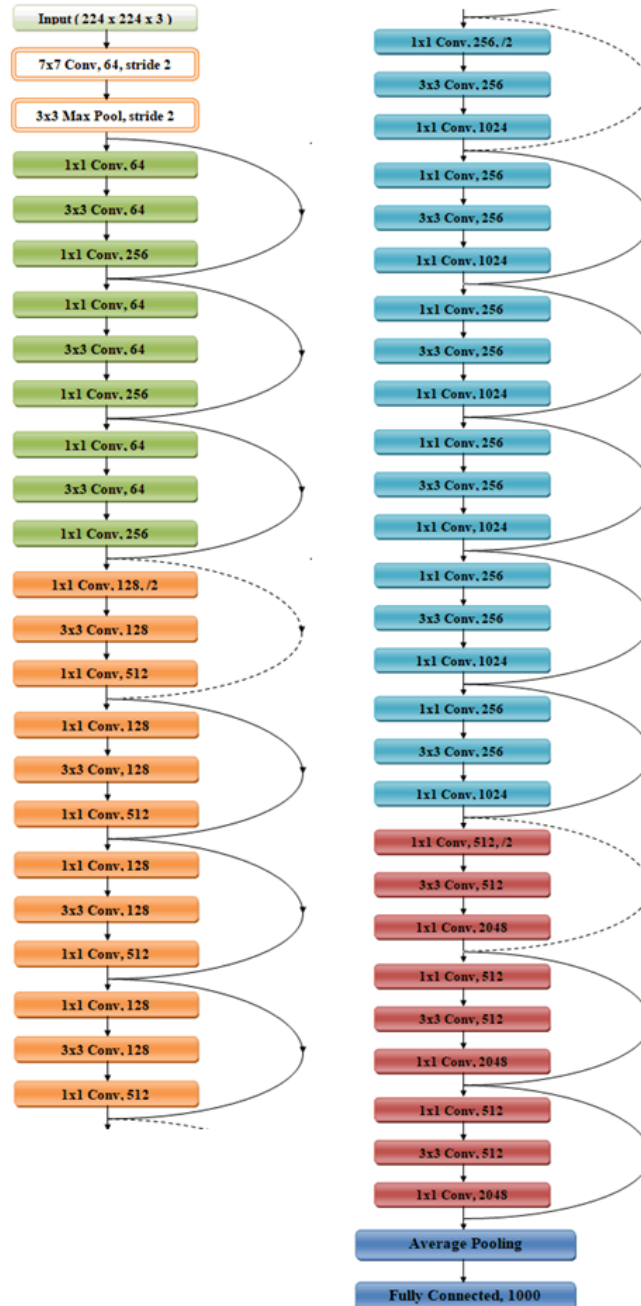 Input ( 224 x 224 x 3 )
7x7 Conv, 64, stride 2
3x3 Max Pool, stride 2
1x1 Conv, 64
3x3 Conv, 64
1x1 Conv, 256
1x1 Conv, 64
3x3 Conv, 64
1x1 Conv, 256
1x1 Conv, 64
3x3 Conv, 64
1x1 Conv, 256
1x1 Conv, 128, /2
3x3 Conv, 128
1x1 Conv, 512
1x1 Conv, 128
3x3 Conv, 128
1x1 Conv, 512
1x1 Conv, 128
3x3 Conv, 128
1x1 Conv, 512
1x1 Conv, 128
3x3 Conv, 128
1x1 Conv, 512
1x1 Conv, 256, /2
3x3 Conv, 256
1x1 Conv, 1024
1x1 Conv, 256
3x3 Conv, 256
1x1 Conv, 1024
1x1 Conv, 256
3x3 Conv, 256
1x1 Conv, 1024
1x1 Conv, 256
3x3 Conv, 256
1x1 Conv, 1024
1x1 Conv, 256
3x3 Conv, 256
1x1 Conv, 1024
1x1 Conv, 256
3x3 Conv, 256
1x1 Conv, 1024
1x1 Conv, 512, /2
3x3 Conv, 512
1x1 Conv, 2048
1x1 Conv, 512
3x3 Conv, 512
1x1 Conv, 2048
1x1 Conv, 512
3x3 Conv, 512
1x1 Conv, 2048
Average Pooling
Fully Connected, 1000